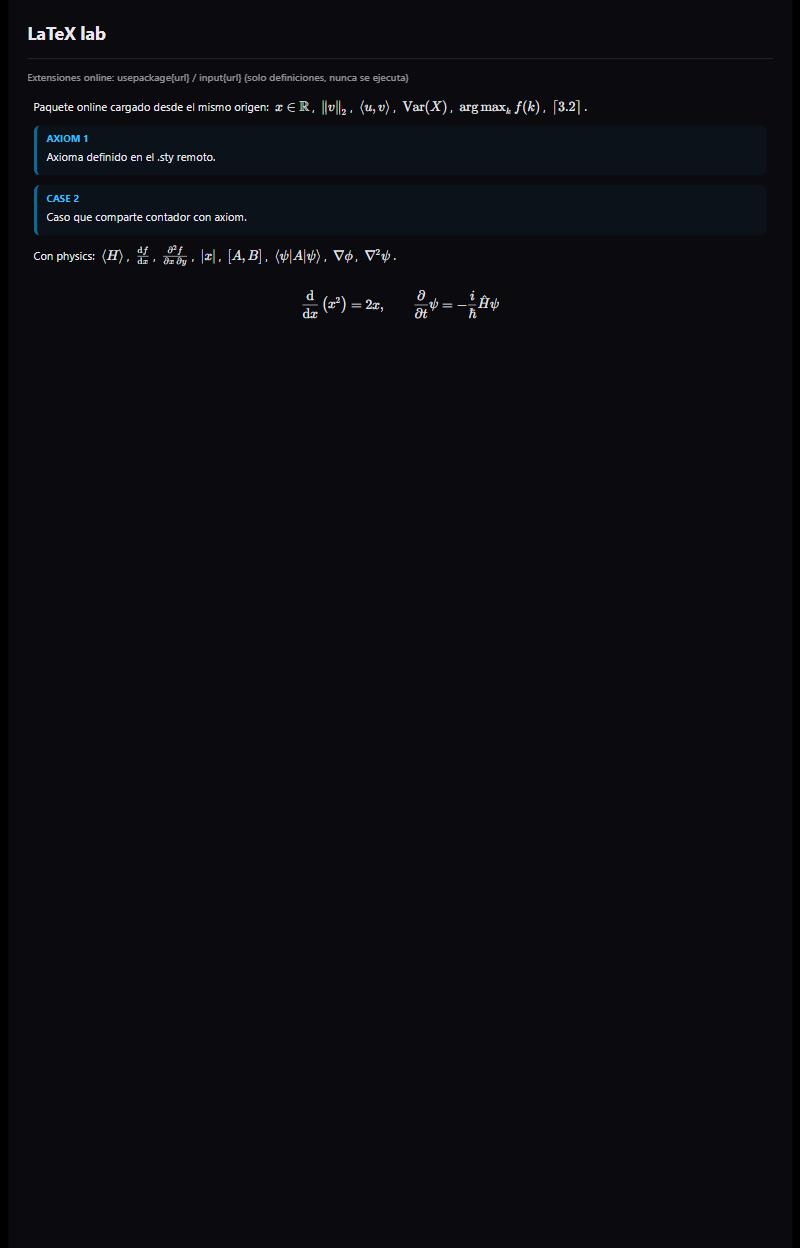 LaTeX lab
Extensiones online: usepackage{url} / input{url} (solo definiciones, nunca se ejecuta)
Paquete online cargado desde el mismo origen: x ∈ ℝ, ‖v‖₂, ⟨u, v⟩, Var(X), arg maxₖ f(k), ⌈3.2⌉.
AXIOM 1
Axioma definido en el .sty remoto.
CASE 2
Caso que comparte contador con axiom.
Con physics: ⟨H⟩, df/dx, ∂²f/∂x ∂y, |x|, [A, B], ⟨ψ|A|ψ⟩, ∇ϕ, ∇²ψ.
d/dx (x²) = 2x, ∂/∂t ψ = −i/ħ Ĥψ